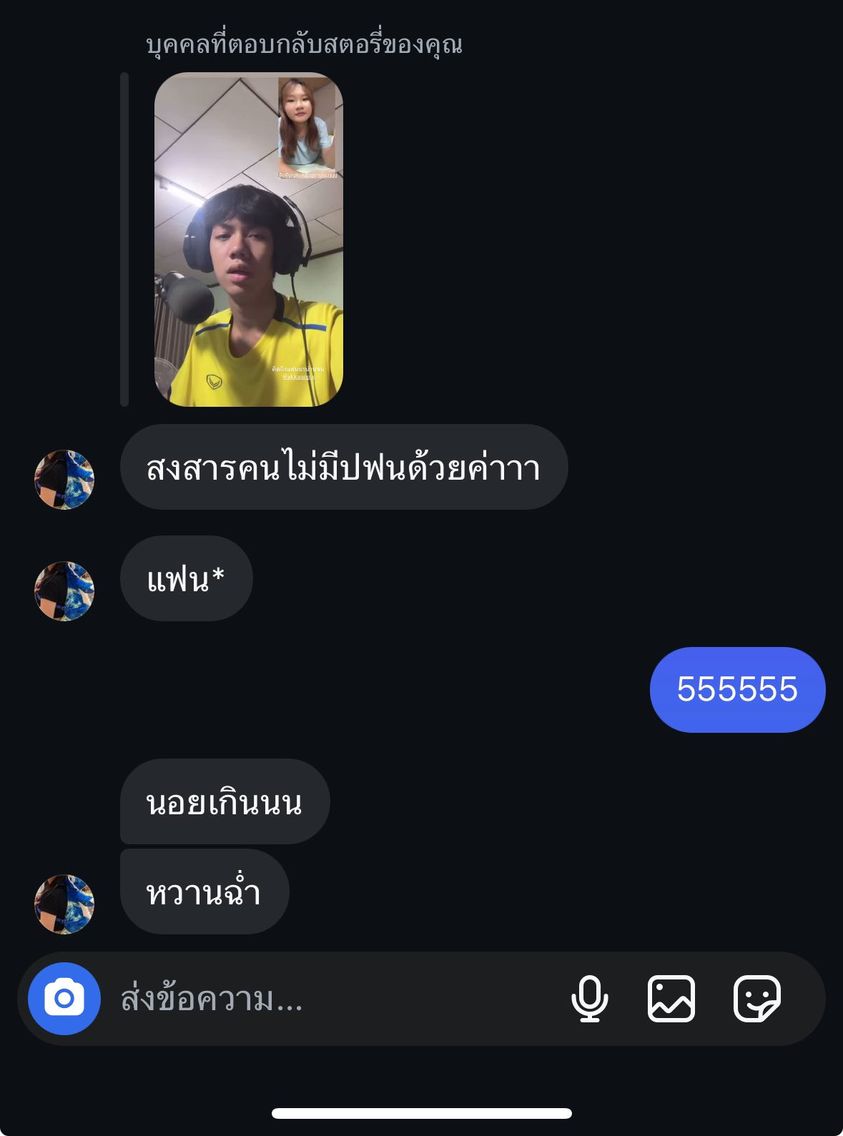 บุคคลที่ตอบกลับสตอรี่ของคุณ
สงสารคนไม่มีปฟนด้วยค่าาา
แฟน*
555555
นอยเกินนน
หวานฉ่ำ
ส่งข้อความ...